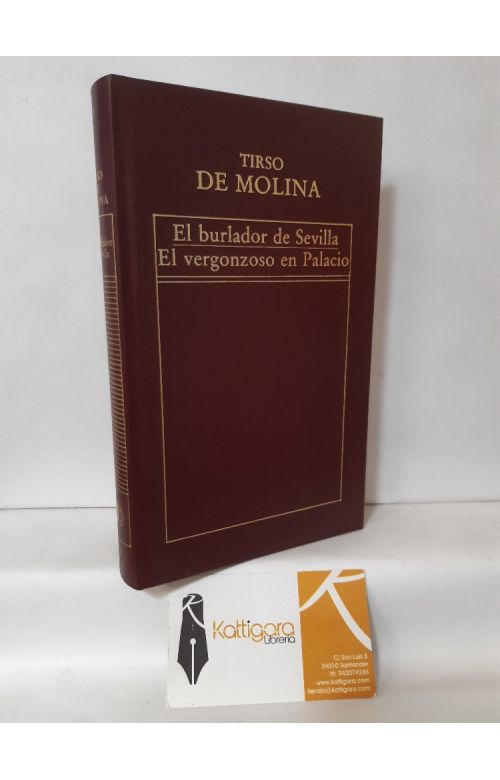 TIRSO
DE MOLINA
El burlador de Sevilla
El vergonzoso en Palacio
Kattigara
Librería
C/ San Luis 5
39010 Santander
tlf: 942374286
www.kattigara.com
tienda@kattigara.com